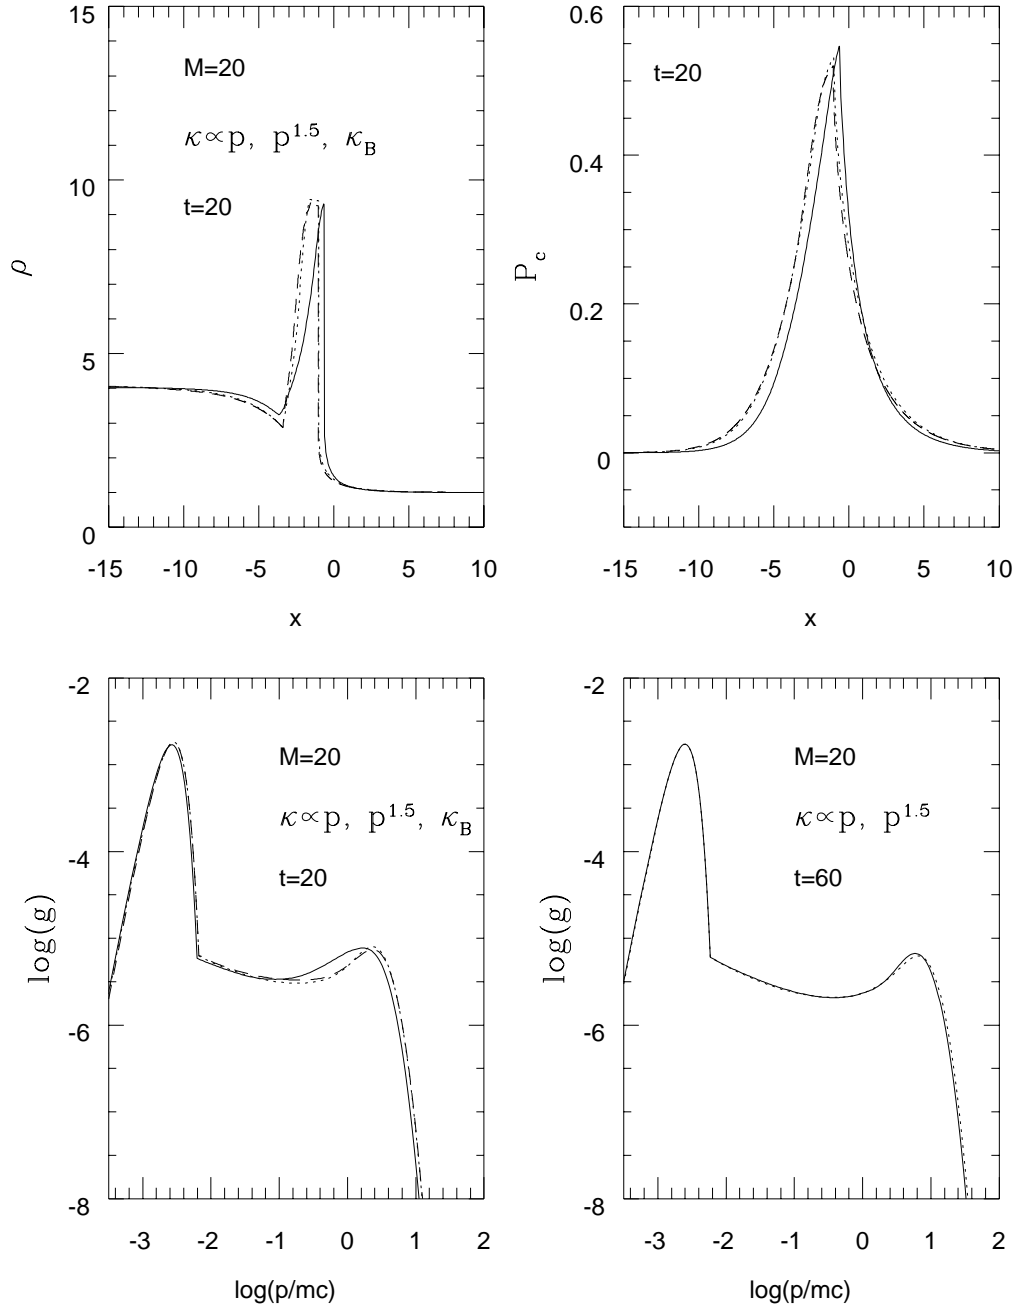 15
10
5
0
ρ
M=20
κ∝p, p^1.5, κ_B
t=20
-15 -10 -5 0 5 10
x
0.6
0.4
0.2
0
P_c
t=20
-15 -10 -5 0 5 10
x
-2
-4
-6
-8
log(g)
M=20
κ∝p, p^1.5, κ_B
t=20
-3 -2 -1 0 1 2
log(p/mc)
-2
-4
-6
-8
log(g)
M=20
κ∝p, p^1.5
t=60
-3 -2 -1 0 1 2
log(p/mc)